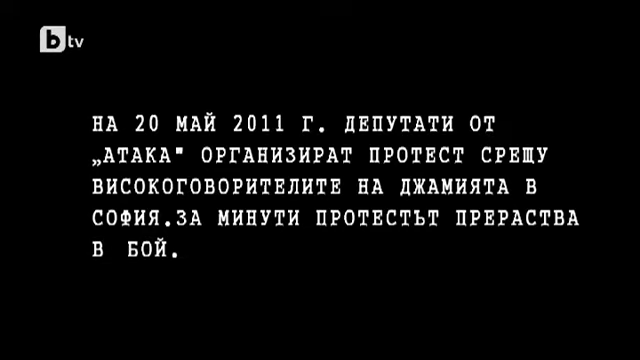 btv
НА 20 МАЙ 2011 Г. ДЕПУТАТИ ОТ
„АТАКА" ОРГАНИЗИРАТ ПРОТЕСТ СРЕЩУ
ВИСОКОГОВОРИТЕЛИТЕ НА ДЖАМИЯТА В
СОФИЯ.ЗА МИНУТИ ПРОТЕСТЪТ ПРЕРАСТВА
В БОЙ.